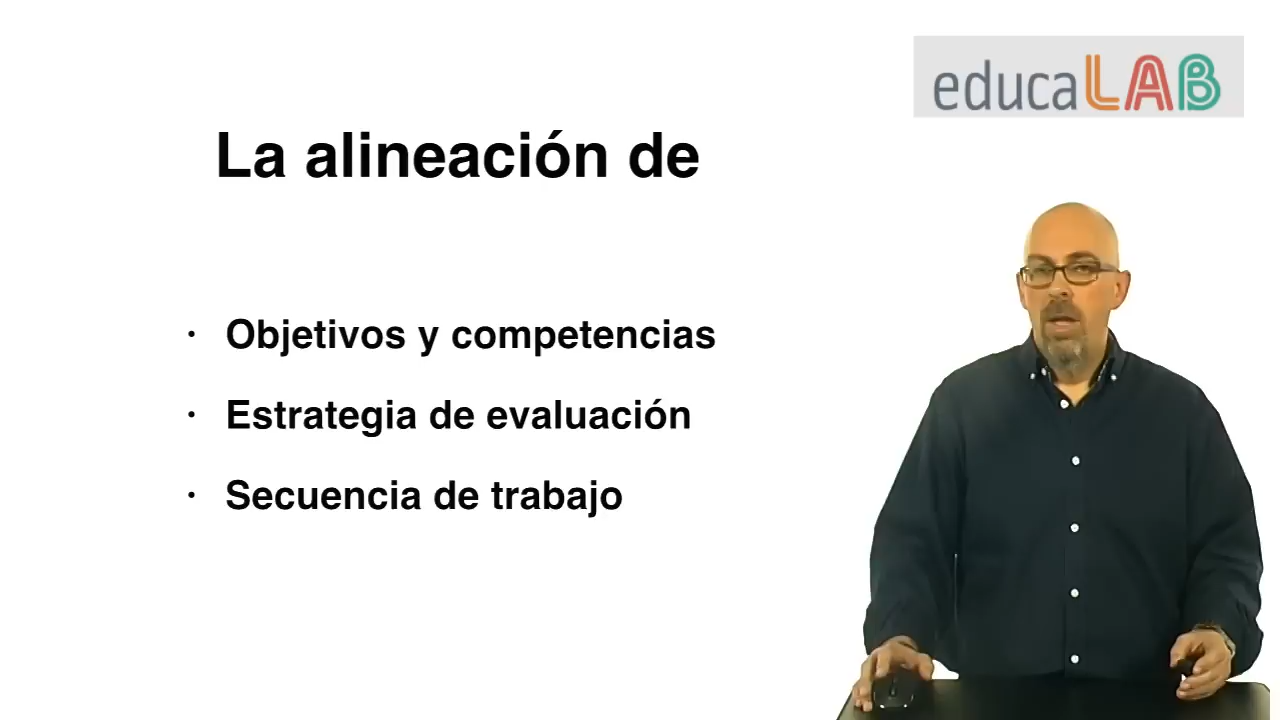 educaLAB
La alineación de
· Objetivos y competencias
· Estrategia de evaluación
· Secuencia de trabajo